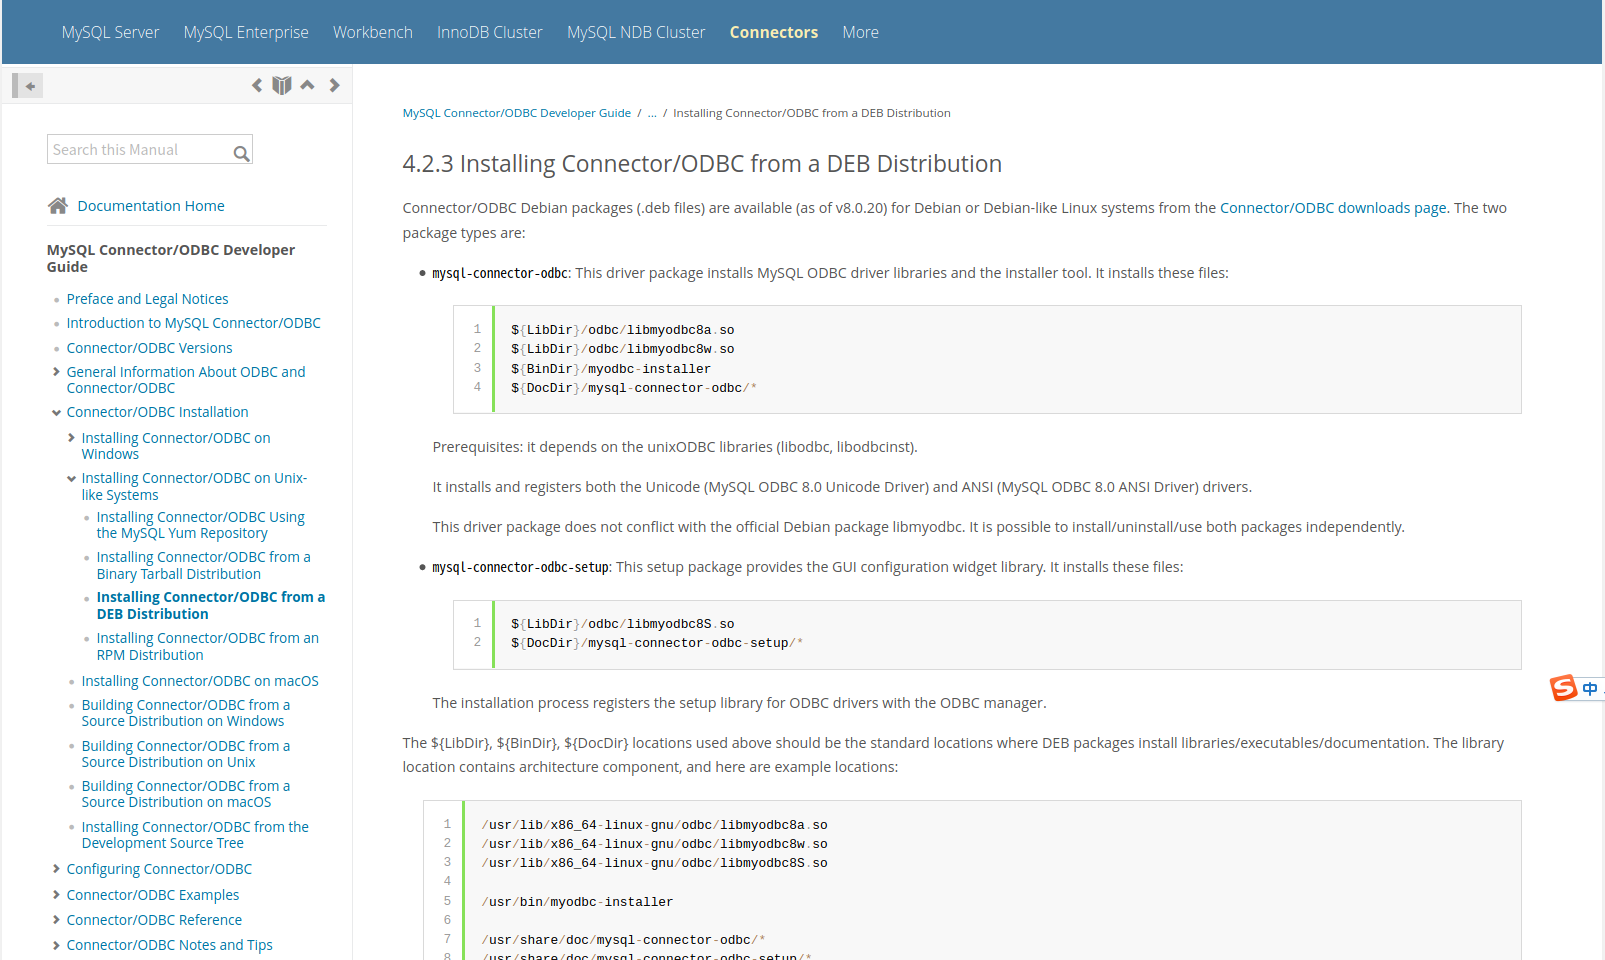 MySQL Server MySQL Enterprise Workbench InnoDB Cluster MySQL NDB Cluster Connectors More
Search this Manual
Documentation Home
MySQL Connector/ODBC Developer
Guide
Preface and Legal Notices
Introduction to MySQL Connector/ODBC
Connector/ODBC Versions
General Information About ODBC and
Connector/ODBC
Connector/ODBC Installation
Installing Connector/ODBC on
Windows
Installing Connector/ODBC on Unix-
like Systems
Installing Connector/ODBC Using
the MySQL Yum Repository
Installing Connector/ODBC from a
Binary Tarball Distribution
Installing Connector/ODBC from a
DEB Distribution
Installing Connector/ODBC from an
RPM Distribution
Installing Connector/ODBC on macOS
Building Connector/ODBC from a
Source Distribution on Windows
Building Connector/ODBC from a
Source Distribution on Unix
Building Connector/ODBC from a
Source Distribution on macOS
Installing Connector/ODBC from the
Development Source Tree
Configuring Connector/ODBC
Connector/ODBC Examples
Connector/ODBC Reference
Connector/ODBC Notes and Tips
MySQL Connector/ODBC Developer Guide / ... / Installing Connector/ODBC from a DEB Distribution
4.2.3 Installing Connector/ODBC from a DEB Distribution
Connector/ODBC Debian packages (.deb files) are available (as of v8.0.20) for Debian or Debian-like Linux systems from the Connector/ODBC downloads page. The two
package types are:
• mysql-connector-odbc: This driver package installs MySQL ODBC driver libraries and the installer tool. It installs these files:
1 ${LibDir}/odbc/libmyodbc8a.so
2 ${LibDir}/odbc/libmyodbc8w.so
3 ${BinDir}/myodbc-installer
4 ${DocDir}/mysql-connector-odbc/*
Prerequisites: it depends on the unixODBC libraries (libodbc, libodbcinst).
It installs and registers both the Unicode (MySQL ODBC 8.0 Unicode Driver) and ANSI (MySQL ODBC 8.0 ANSI Driver) drivers.
This driver package does not conflict with the official Debian package libmyodbc. It is possible to install/uninstall/use both packages independently.
• mysql-connector-odbc-setup: This setup package provides the GUI configuration widget library. It installs these files:
1 ${LibDir}/odbc/libmyodbc8S.so
2 ${DocDir}/mysql-connector-odbc-setup/*
The installation process registers the setup library for ODBC drivers with the ODBC manager.
The ${LibDir}, ${BinDir}, ${DocDir} locations used above should be the standard locations where DEB packages install libraries/executables/documentation. The library
location contains architecture component, and here are example locations:
1 /usr/lib/x86_64-linux-gnu/odbc/libmyodbc8a.so
2 /usr/lib/x86_64-linux-gnu/odbc/libmyodbc8w.so
3 /usr/lib/x86_64-linux-gnu/odbc/libmyodbc8S.so
4
5 /usr/bin/myodbc-installer
6
7 /usr/share/doc/mysql-connector-odbc/*
8 /usr/share/doc/mysql-connector-odbc-setup/*
S 中